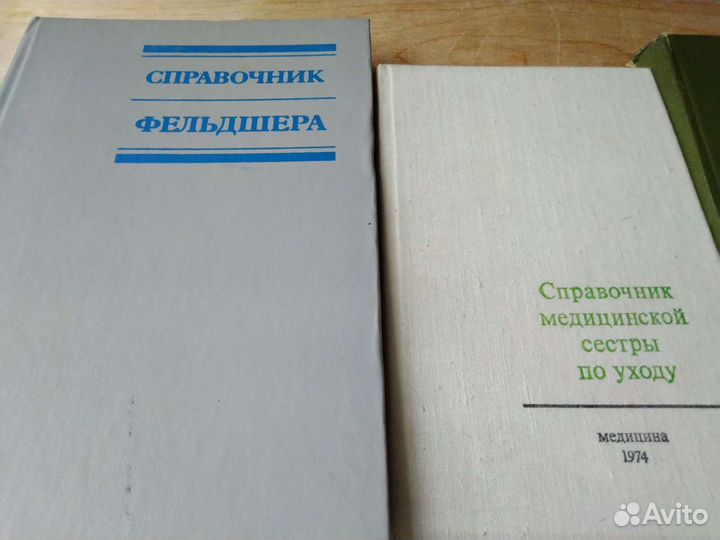 СПРАВОЧНИК
ФЕЛЬДШЕРА
Справочник
медицинской
сестры
по уходу
медицина
1974
Avito